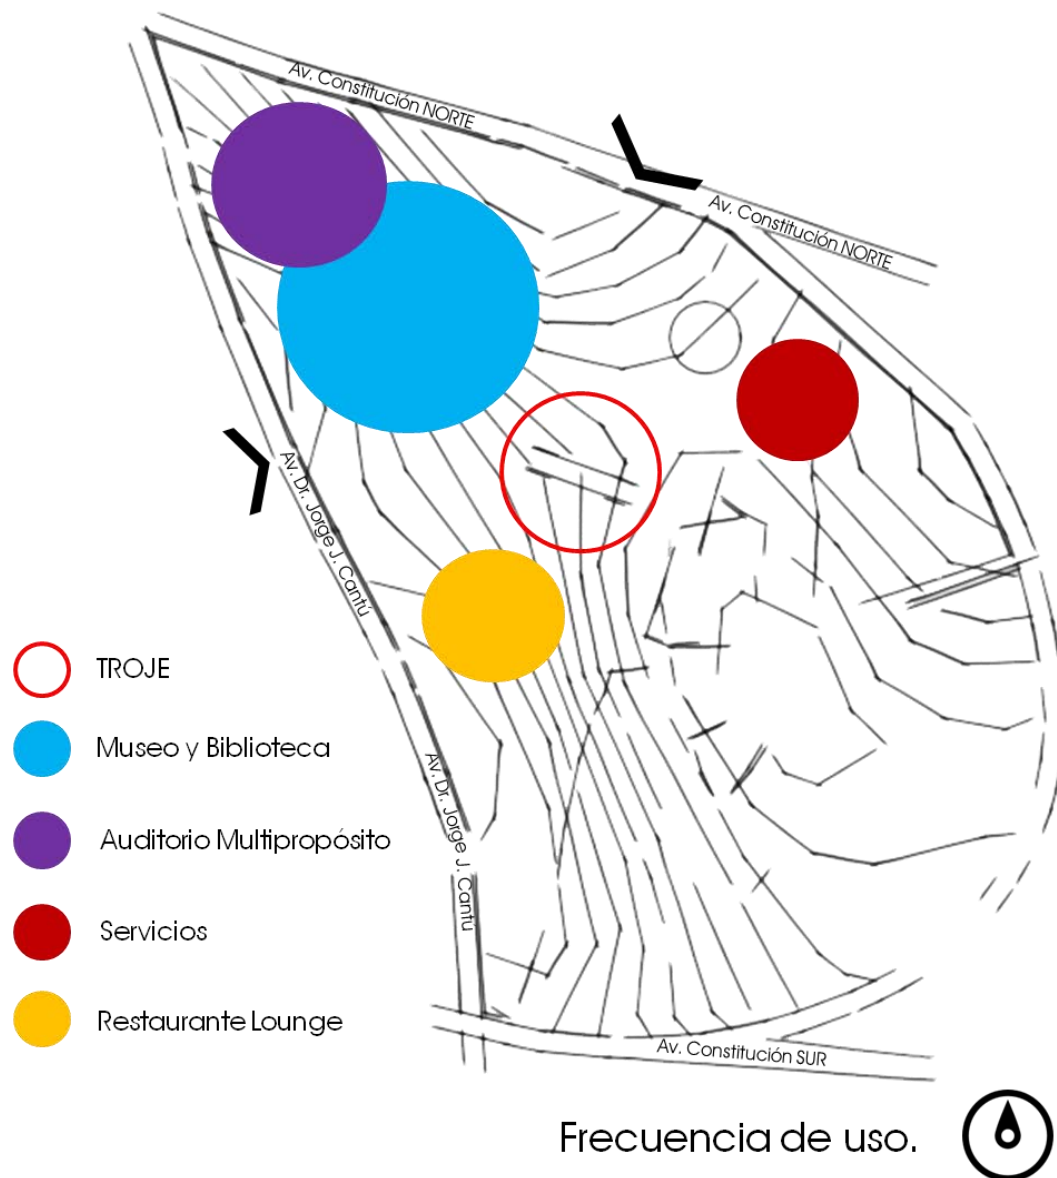 Av. Constitución NORTE
Av. Constitución NORTE
Av. Dr. Jorge J. Cantú
TROJE
Museo y Biblioteca
Av. Dr. Jorge J. Cantú
Auditorio Multipropósito
Servicios
Restaurante Lounge
Av. Constitución SUR
Frecuencia de uso.